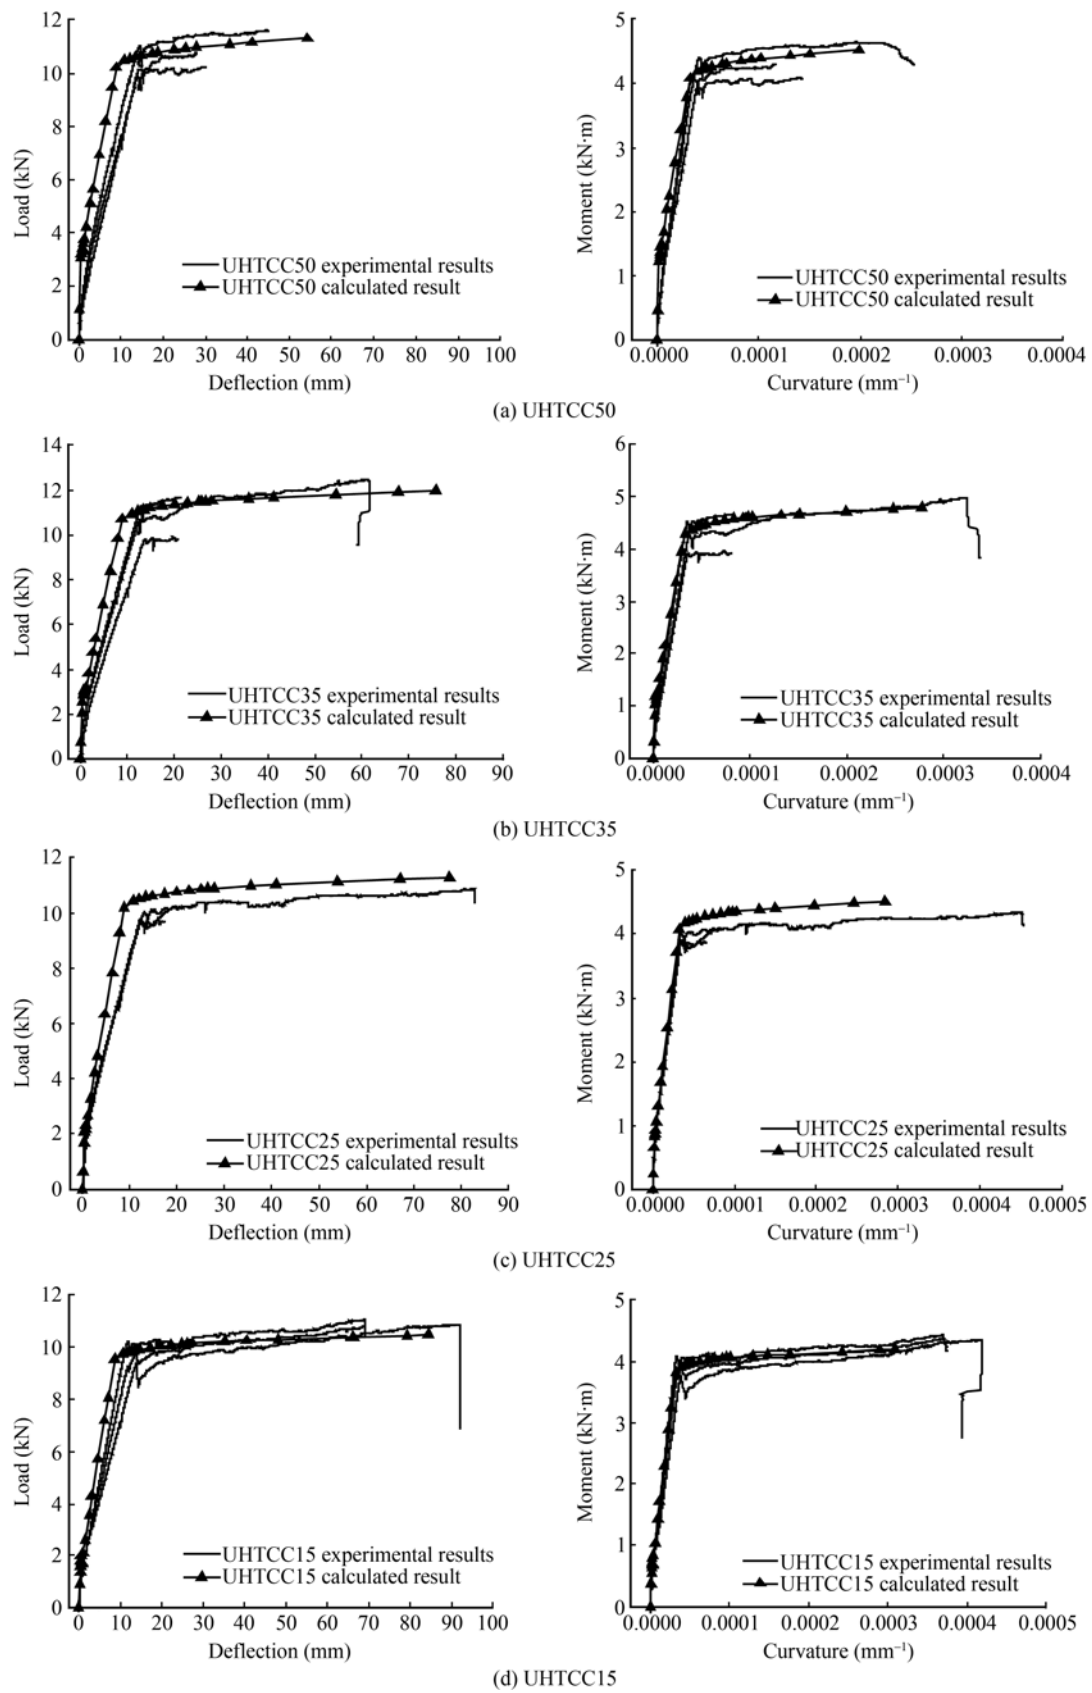 12
10
8
6
4
2
0
Load (kN)
UHTCC50 experimental results
UHTCC50 calculated result
0 10 20 30 40 50 60 70 80 90 100
Deflection (mm)
5
4
3
2
1
0
Moment (kN·m)
UHTCC50 experimental results
UHTCC50 calculated result
0.0000 0.0001 0.0002 0.0003 0.0004
Curvature (mm⁻¹)
(a) UHTCC50
14
12
10
8
6
4
2
0
Load (kN)
UHTCC35 experimental results
UHTCC35 calculated result
0 10 20 30 40 50 60 70 80 90
Deflection (mm)
6
5
4
3
2
1
0
Moment (kN·m)
UHTCC35 experimental results
UHTCC35 calculated result
0.0000 0.0001 0.0002 0.0003 0.0004
Curvature (mm⁻¹)
(b) UHTCC35
12
10
8
6
4
2
0
Load (kN)
UHTCC25 experimental results
UHTCC25 calculated result
0 10 20 30 40 50 60 70 80 90
Deflection (mm)
5
4
3
2
1
0
Moment (kN·m)
UHTCC25 experimental results
UHTCC25 calculated result
0.0000 0.0001 0.0002 0.0003 0.0004 0.0005
Curvature (mm⁻¹)
(c) UHTCC25
12
10
8
6
4
2
0
Load (kN)
UHTCC15 experimental results
UHTCC15 calculated result
0 10 20 30 40 50 60 70 80 90 100
Deflection (mm)
5
4
3
2
1
0
Moment (kN·m)
UHTCC15 experimental results
UHTCC15 calculated result
0.0000 0.0001 0.0002 0.0003 0.0004 0.0005
Curvature (mm⁻¹)
(d) UHTCC15